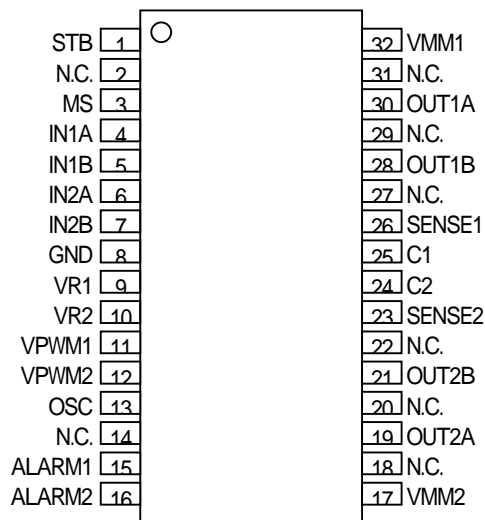 STB 1 32 VMM1
N.C. 2 31 N.C.
MS 3 30 OUT1A
IN1A 4 29 N.C.
IN1B 5 28 OUT1B
IN2A 6 27 N.C.
IN2B 7 26 SENSE1
GND 8 25 C1
VR1 9 24 C2
VR2 10 23 SENSE2
VPWM1 11 22 N.C.
VPWM2 12 21 OUT2B
OSC 13 20 N.C.
N.C. 14 19 OUT2A
ALARM1 15 18 N.C.
ALARM2 16 17 VMM2